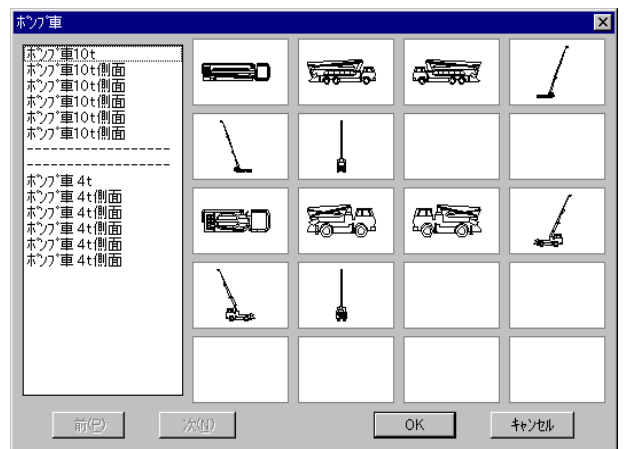 ﾎﾟﾝﾌﾟ車
ﾎﾟﾝﾌﾟ車10t
ﾎﾟﾝﾌﾟ車10t側面
ﾎﾟﾝﾌﾟ車10t側面
ﾎﾟﾝﾌﾟ車10t側面
ﾎﾟﾝﾌﾟ車10t側面
ﾎﾟﾝﾌﾟ車10t側面
------------------
------------------
ﾎﾟﾝﾌﾟ車 4t
ﾎﾟﾝﾌﾟ車 4t側面
ﾎﾟﾝﾌﾟ車 4t側面
ﾎﾟﾝﾌﾟ車 4t側面
ﾎﾟﾝﾌﾟ車 4t側面
ﾎﾟﾝﾌﾟ車 4t側面
前(P) 次(N) OK ｷｬﾝｾﾙ